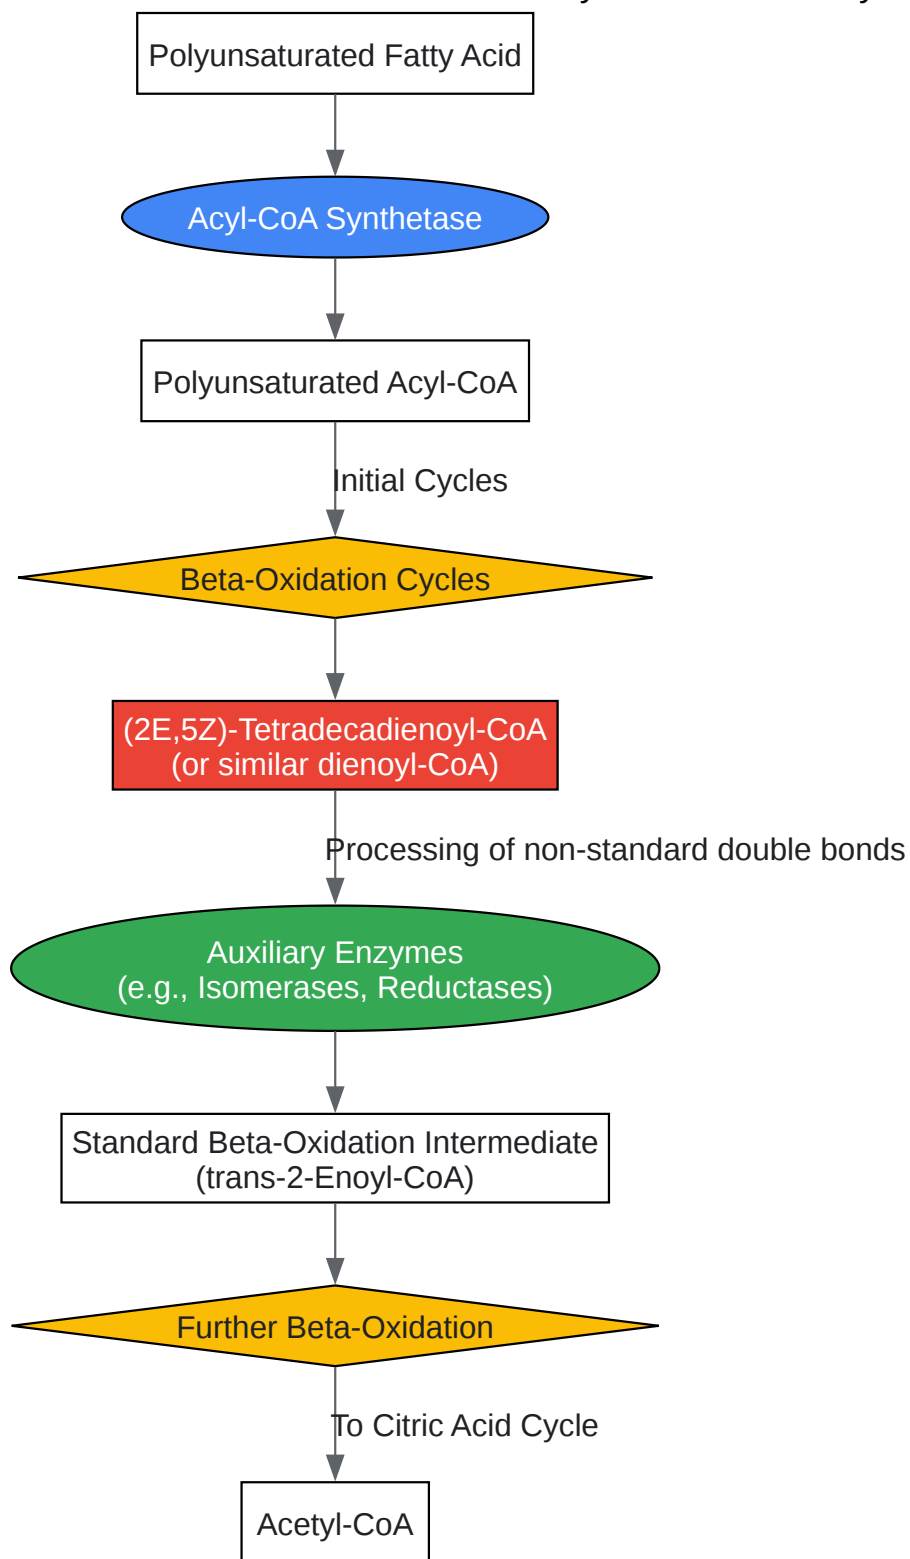 Polyunsaturated Fatty Acid
Acyl-CoA Synthetase
Polyunsaturated Acyl-CoA
Initial Cycles
Beta-Oxidation Cycles
(2E,5Z)-Tetradecadienoyl-CoA
(or similar dienoyl-CoA)
Processing of non-standard double bonds
Auxiliary Enzymes
(e.g., Isomerases, Reductases)
Standard Beta-Oxidation Intermediate
(trans-2-Enoyl-CoA)
Further Beta-Oxidation
To Citric Acid Cycle
Acetyl-CoA